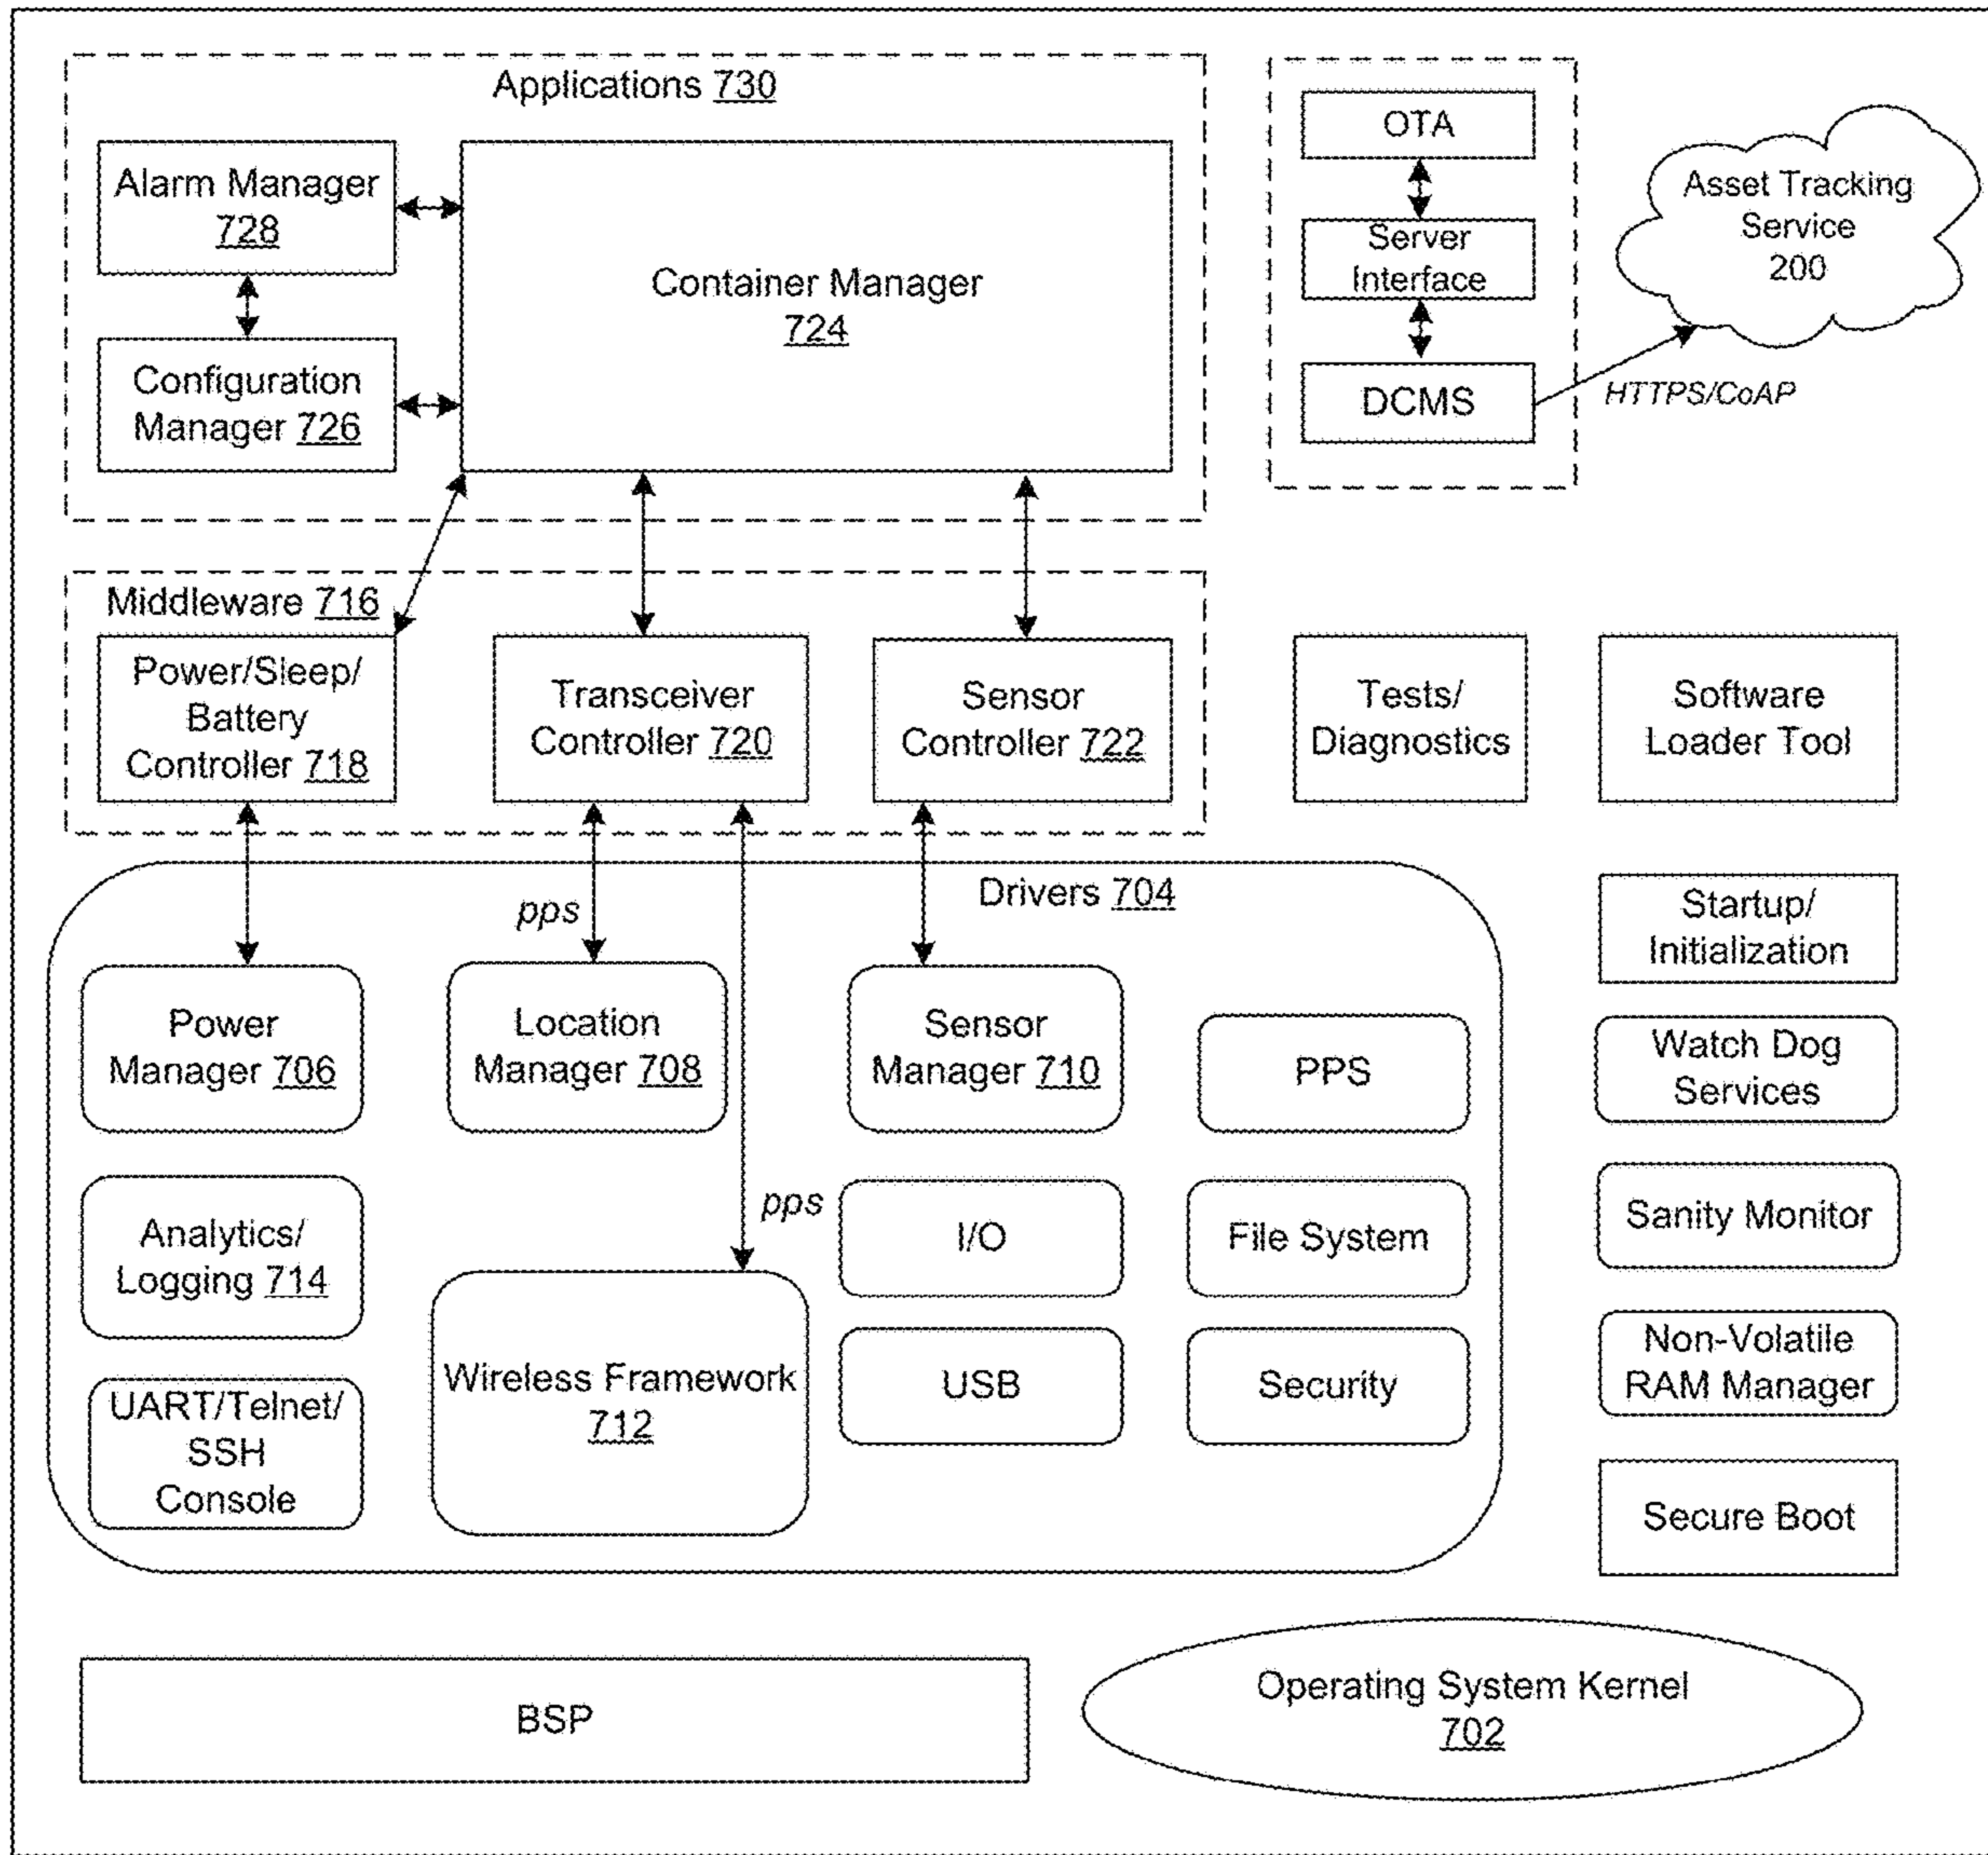 Applications 730
Alarm Manager
728
Configuration
Manager 726
Container Manager
724
OTA
Server
Interface
DCMS
Asset Tracking
Service
200
HTTPS/CoAP
Middleware 716
Power/Sleep/
Battery
Controller 718
Transceiver
Controller 720
Sensor
Controller 722
Tests/
Diagnostics
Software
Loader Tool
Drivers 704
pps
Power
Manager 706
Location
Manager 708
Sensor
Manager 710
PPS
Analytics/
Logging 714
pps
I/O
File System
UART/Telnet/
SSH
Console
Wireless Framework
712
USB
Security
Startup/
Initialization
Watch Dog
Services
Sanity Monitor
Non-Volatile
RAM Manager
Secure Boot
BSP
Operating System Kernel
702